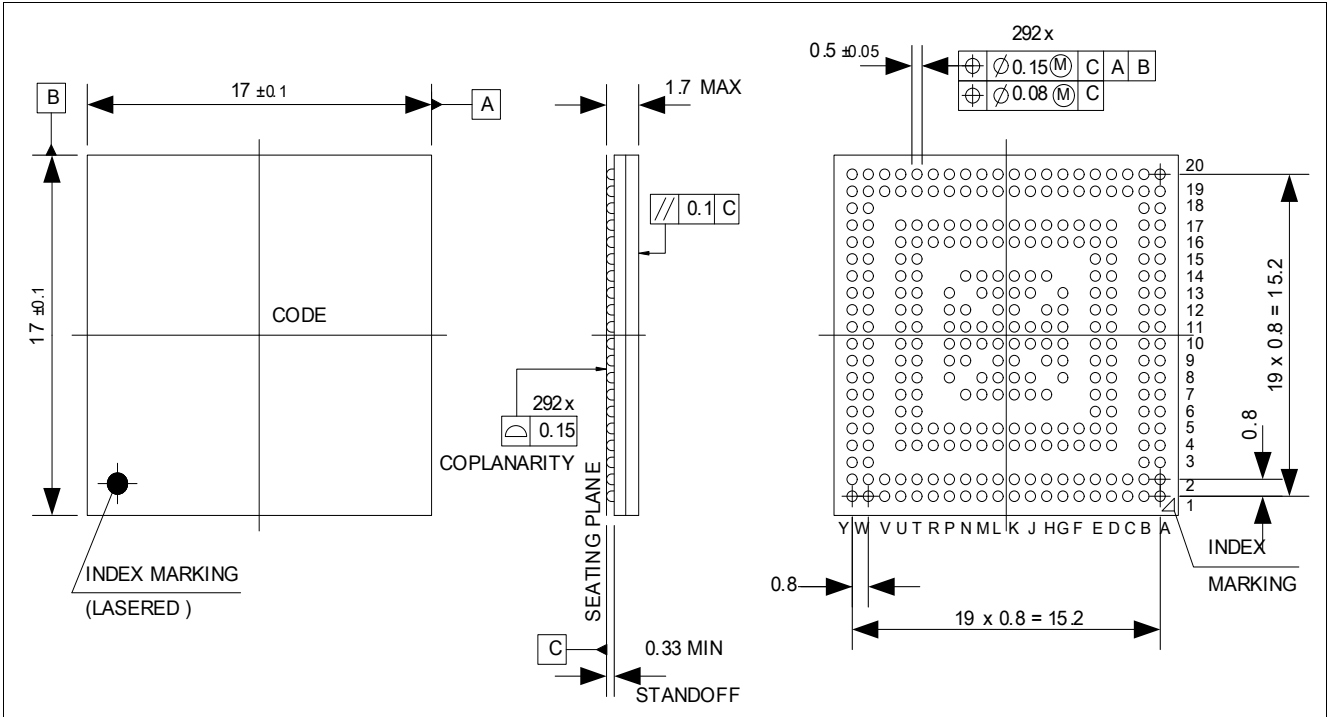 B
17 ±0.1
A
17 ±0.1
CODE
INDEX MARKING
(LASERED )
1.7 MAX
// 0.1 C
292 x
⌓ 0.15
COPLANARITY
SEATING PLANE
C
0.33 MIN
STANDOFF
0.5 ±0.05
292 x
⌖ ∅ 0.15 Ⓜ C A B
⌖ ∅ 0.08 Ⓜ C
20
19
18
17
16
15
14
13
12
11
10
9
8
7
6
5
4
3
2
1
19 x 0.8 = 15.2
0.8
Y W V U T R P N M L K J H G F E D C B A
INDEX
MARKING
0.8
19 x 0.8 = 15.2